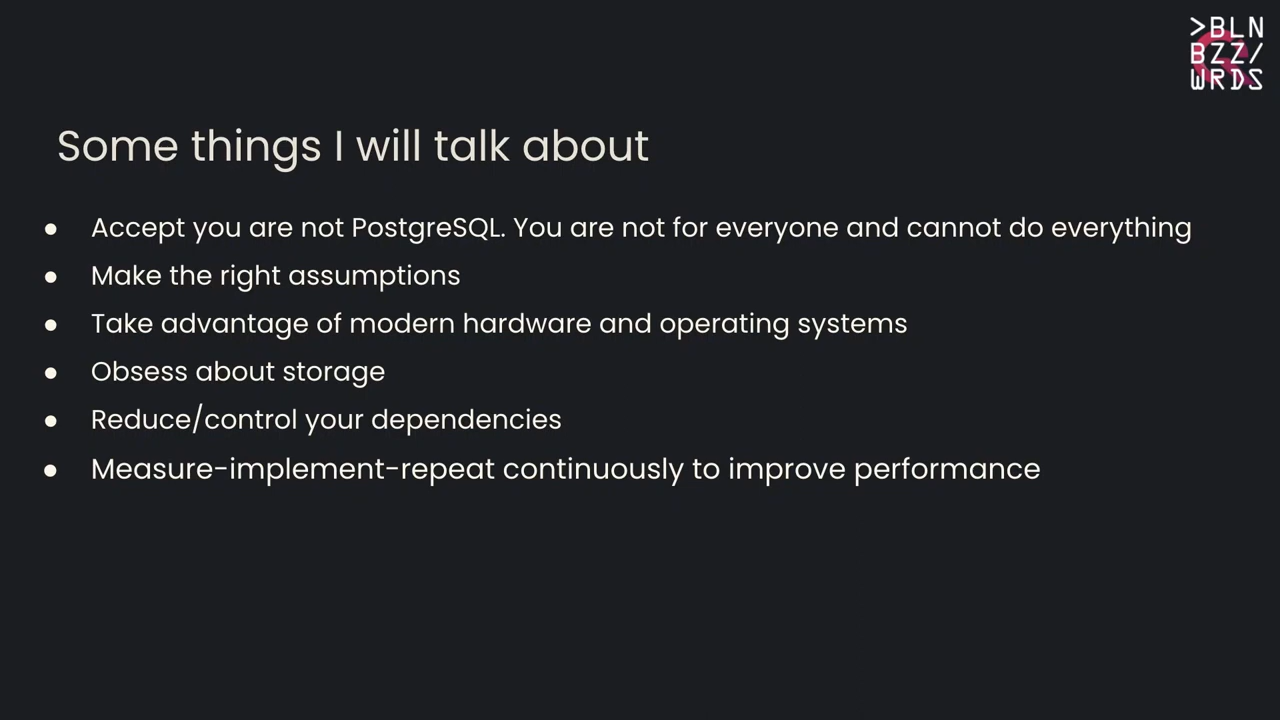 >BLN
BZZ/
WRDS
Some things I will talk about
● Accept you are not PostgreSQL. You are not for everyone and cannot do everything
● Make the right assumptions
● Take advantage of modern hardware and operating systems
● Obsess about storage
● Reduce/control your dependencies
● Measure-implement-repeat continuously to improve performance